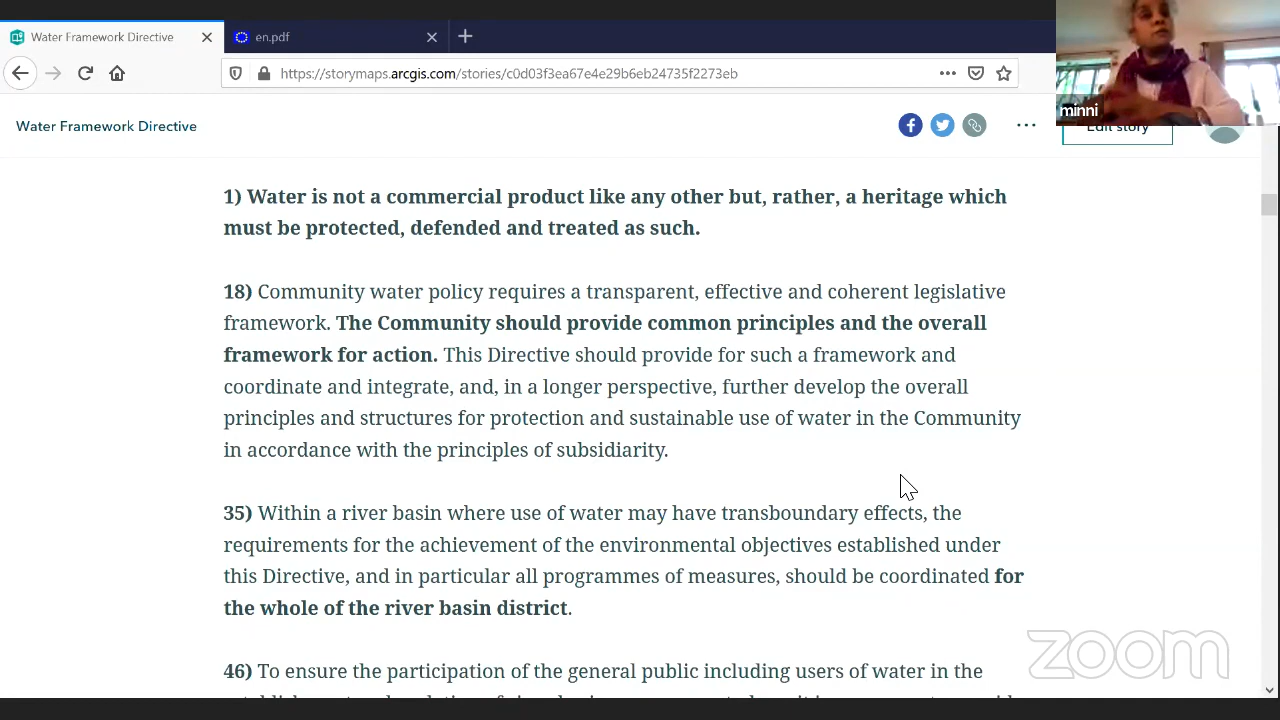 Water Framework Directive
en.pdf
https://storymaps.arcgis.com/stories/c0d03f3ea67e4e29b6eb24735f2273eb
minni
Water Framework Directive
Edit story
1) Water is not a commercial product like any other but, rather, a heritage which
must be protected, defended and treated as such.
18) Community water policy requires a transparent, effective and coherent legislative
framework. The Community should provide common principles and the overall
framework for action. This Directive should provide for such a framework and
coordinate and integrate, and, in a longer perspective, further develop the overall
principles and structures for protection and sustainable use of water in the Community
in accordance with the principles of subsidiarity.
35) Within a river basin where use of water may have transboundary effects, the
requirements for the achievement of the environmental objectives established under
this Directive, and in particular all programmes of measures, should be coordinated for
the whole of the river basin district.
zoom
46) To ensure the participation of the general public including users of water in the